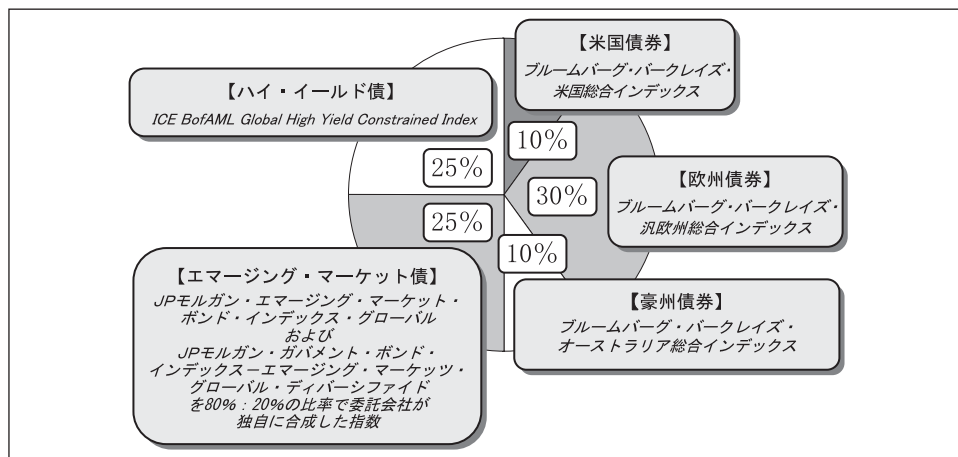 【米国債券】
ブルームバーグ・バークレイズ・
米国総合インデックス
【ハイ・イールド債】
ICE BofAML Global High Yield Constrained Index
10%
25%
【欧州債券】
ブルームバーグ・バークレイズ・
汎欧州総合インデックス
30%
25%
10%
【エマージング・マーケット債】
JPモルガン・エマージング・マーケット・
ボンド・インデックス・グローバル
および
JPモルガン・ガバメント・ボンド・
インデックス－エマージング・マーケッツ・
グローバル・ディバーシファイド
を80%：20%の比率で委託会社が
独自に合成した指数
【豪州債券】
ブルームバーグ・バークレイズ・
オーストラリア総合インデックス